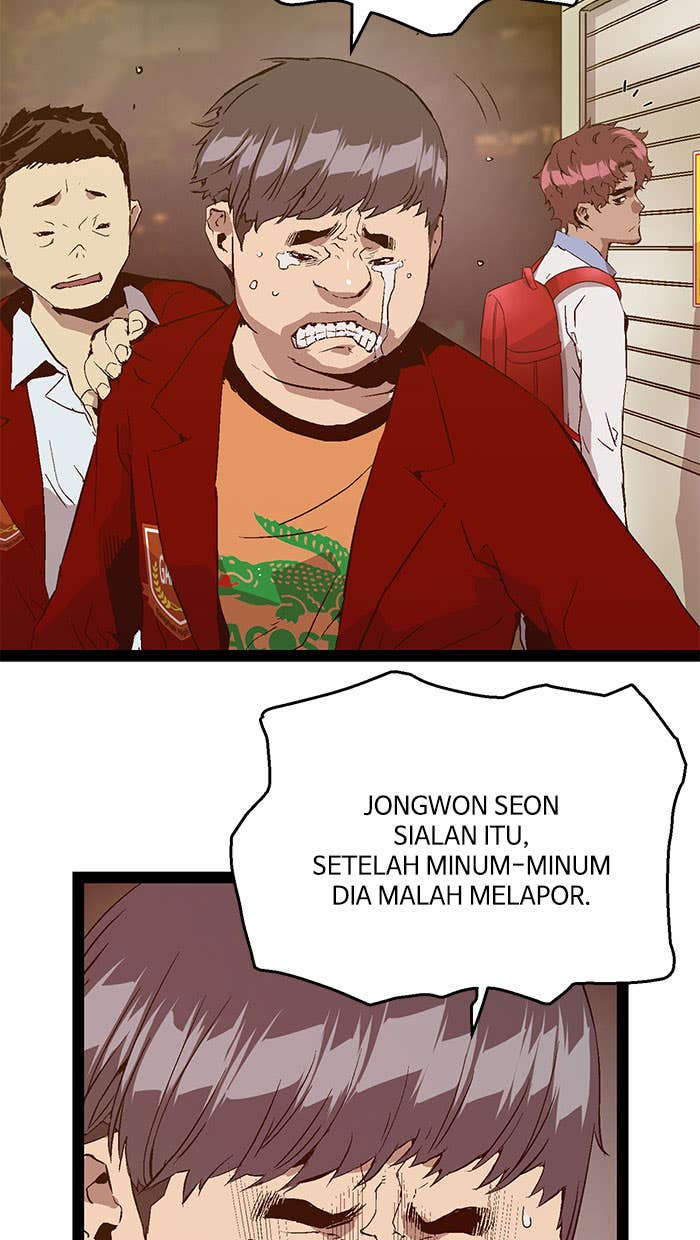 JONGWON SEON
SIALAN ITU,
SETELAH MINUM-MINUM
DIA MALAH MELAPOR.